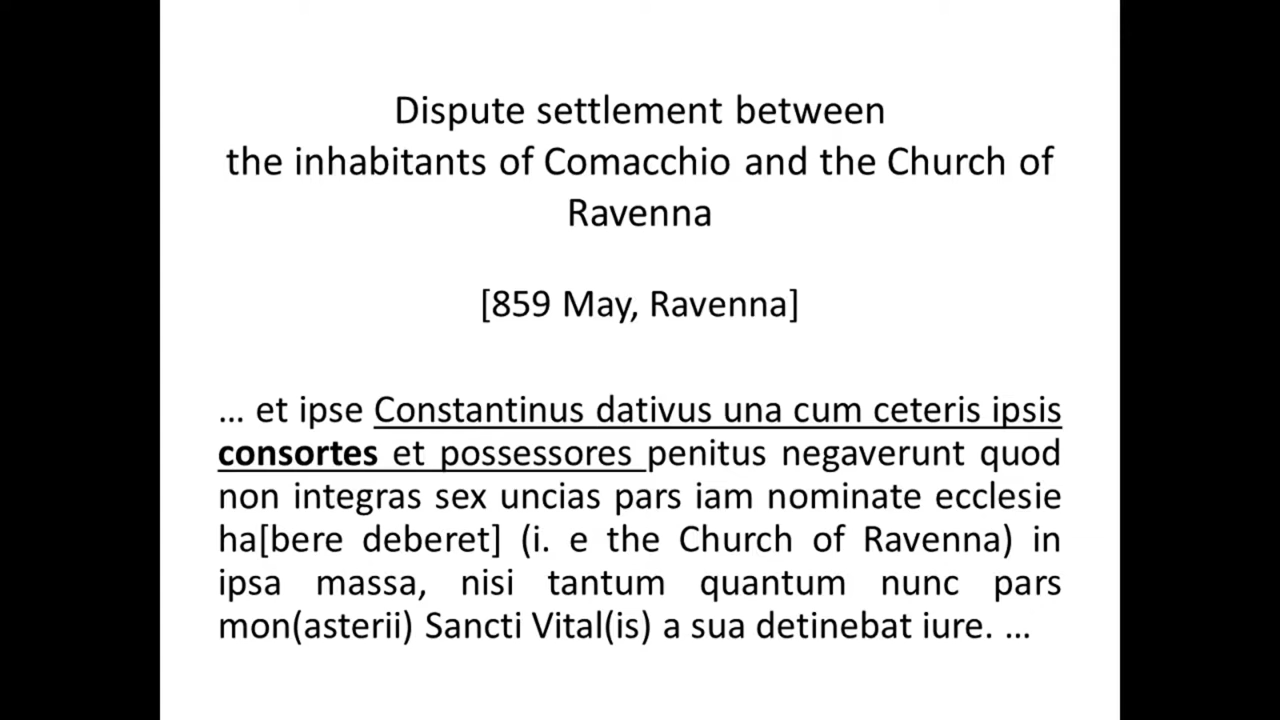 Dispute settlement between
the inhabitants of Comacchio and the Church of
Ravenna
[859 May, Ravenna]
... et ipse Constantinus dativus una cum ceteris ipsis
consortes et possessores penitus negaverunt quod
non integras sex uncias pars iam nominate ecclesie
ha[bere deberet] (i. e the Church of Ravenna) in
ipsa massa, nisi tantum quantum nunc pars
mon(asterii) Sancti Vital(is) a sua detinebat iure. ...